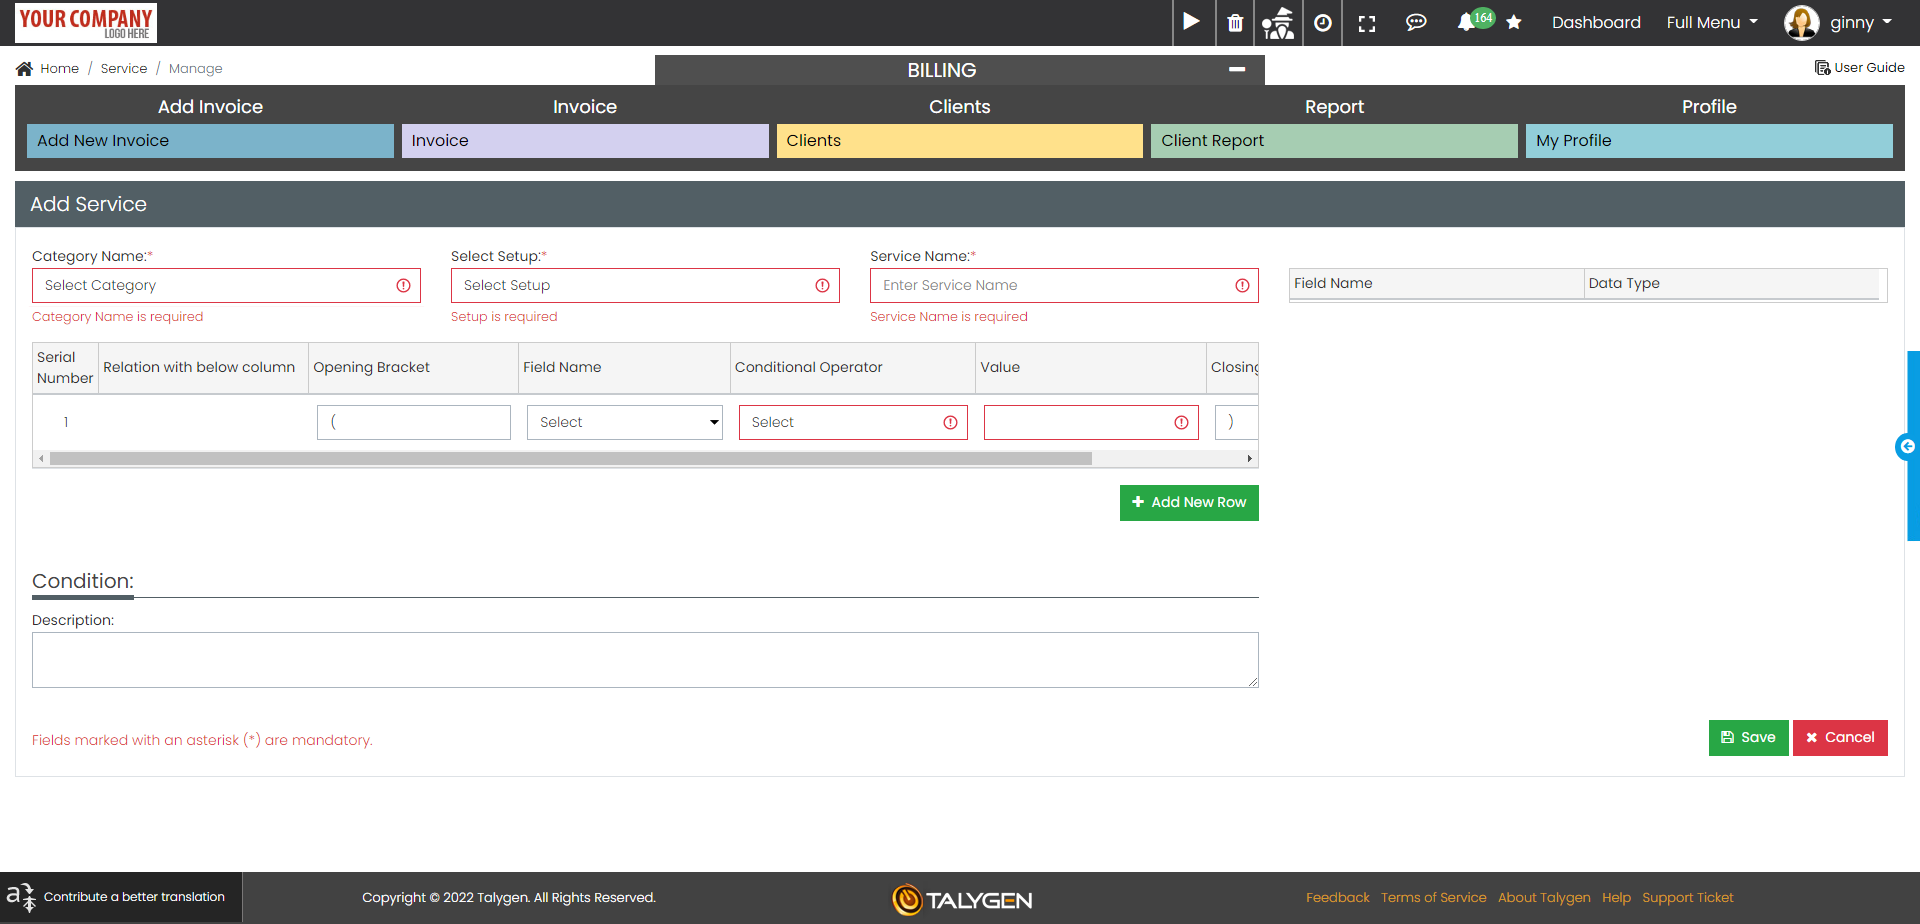 YOUR COMPANY
LOGO HERE
164
Dashboard
Full Menu
ginny
Home / Service / Manage
BILLING
User Guide
Add Invoice
Invoice
Clients
Report
Profile
Add New Invoice
Invoice
Clients
Client Report
My Profile
Add Service
Category Name:*
Select Setup:*
Service Name:*
Select Category
Select Setup
Enter Service Name
Field Name
Data Type
Category Name is required
Setup is required
Service Name is required
Serial Number
Relation with below column
Opening Bracket
Field Name
Conditional Operator
Value
Closing
1
(
Select
Select
)
+ Add New Row
Condition:
Description:
Fields marked with an asterisk (*) are mandatory.
Save
Cancel
Contribute a better translation
Copyright © 2022 Talygen. All Rights Reserved.
TALYGEN
Feedback
Terms of Service
About Talygen
Help
Support Ticket